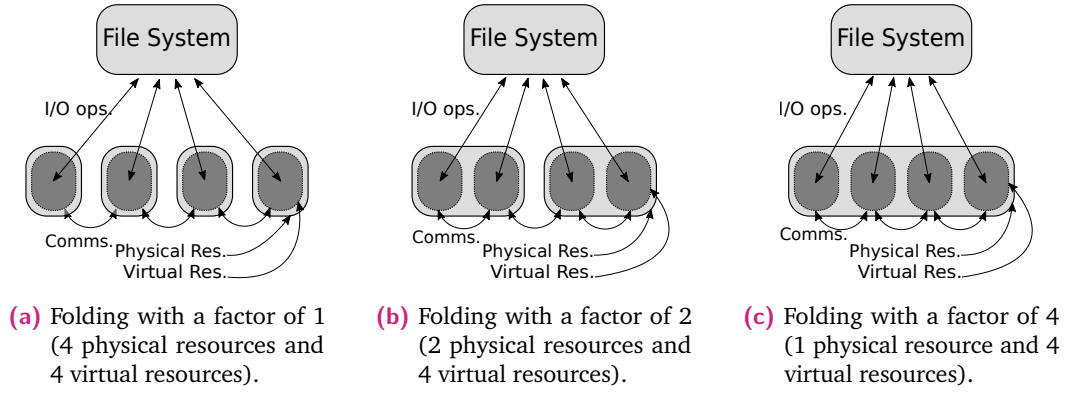 File System
I/O ops.
Comms.
Physical Res.
Virtual Res.
(a) Folding with a factor of 1
(4 physical resources and
4 virtual resources).
File System
I/O ops.
Comms.
Physical Res.
Virtual Res.
(b) Folding with a factor of 2
(2 physical resources and
4 virtual resources).
File System
I/O ops.
Comms.
Physical Res.
Virtual Res.
(c) Folding with a factor of 4
(1 physical resource and 4
virtual resources).